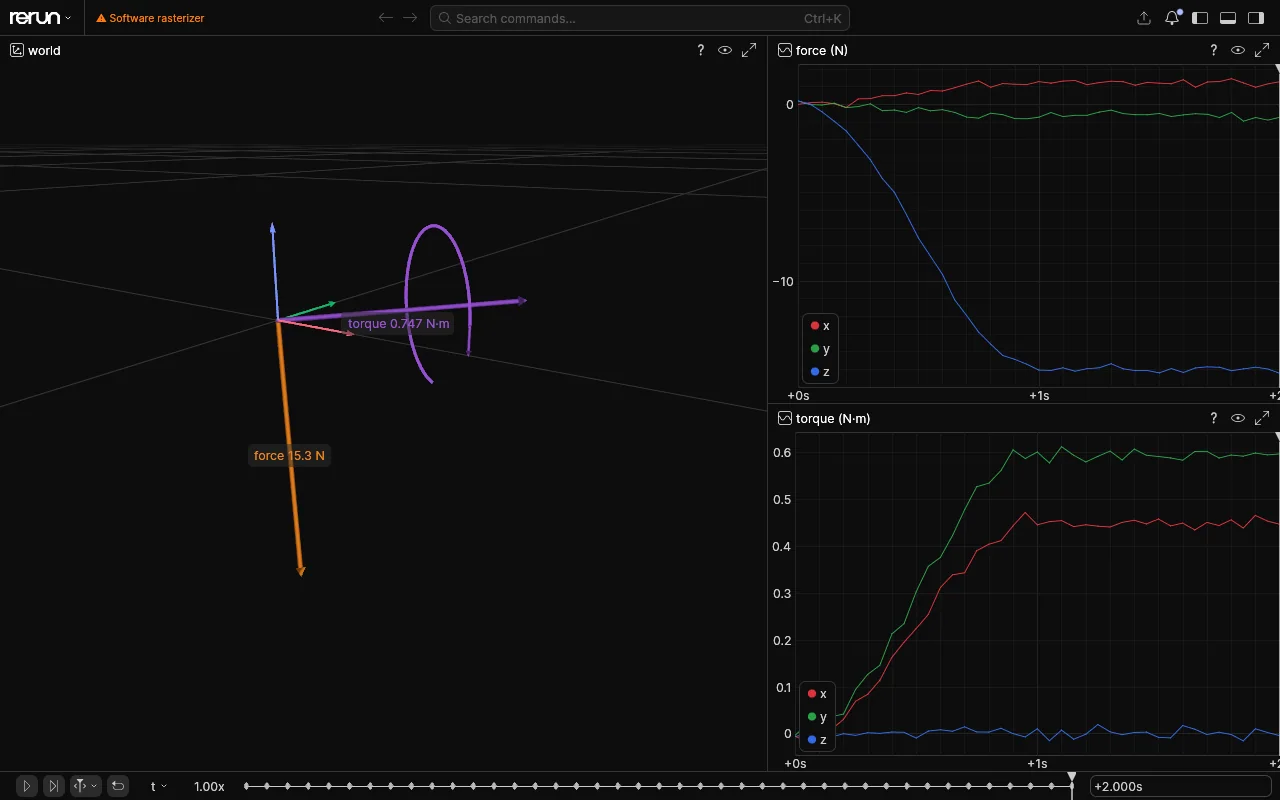 rerun
Software rasterizer
Search commands...
Ctrl+K
world
?
force (N)
?
0
−10
x
y
z
+0s
+1s
+2
torque 0.747 N·m
force 15.3 N
torque (N·m)
?
0.6
0.5
0.4
0.3
0.2
0.1
0
x
y
z
+0s
+1s
+2
t
1.00x
+2.000s